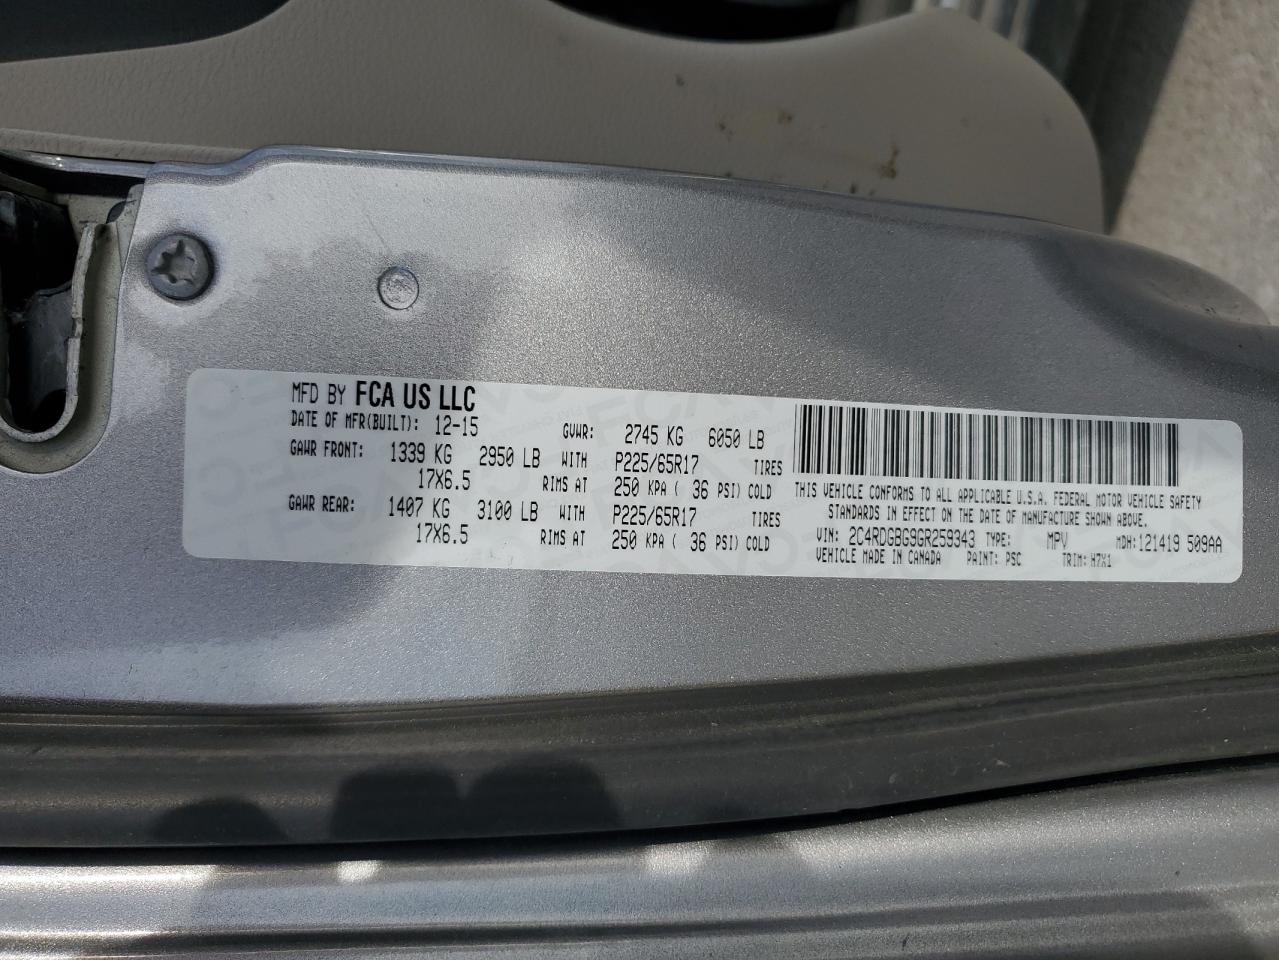 MFD BY FCA US LLC
DATE OF MFR(BUILT): 12-15 GVWR: 2745 KG 6050 LB
GAWR FRONT: 1339 KG 2950 LB WITH P225/65R17 TIRES
17X6.5 RIMS AT 250 KPA ( 36 PSI) COLD
GAWR REAR: 1407 KG 3100 LB WITH P225/65R17 TIRES
17X6.5 RIMS AT 250 KPA ( 36 PSI) COLD
THIS VEHICLE CONFORMS TO ALL APPLICABLE U.S.A. FEDERAL MOTOR VEHICLE SAFETY
STANDARDS IN EFFECT ON THE DATE OF MANUFACTURE SHOWN ABOVE.
VIN: 2C4RDGBG9GR259343 TYPE: MPV MDH:121419 509AA
VEHICLE MADE IN CANADA PAINT: PSC TRIM: H7X1